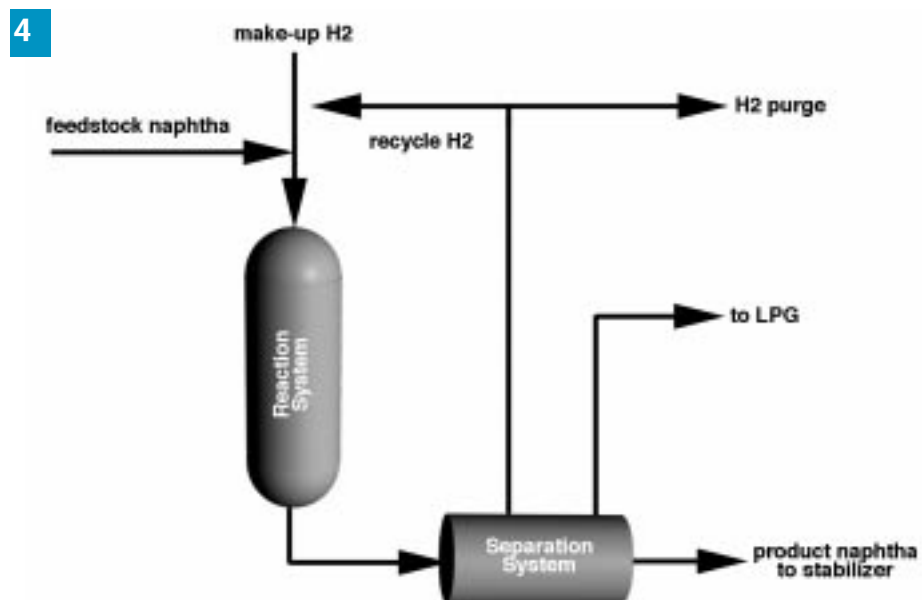 4
make-up H2
H2 purge
feedstock naphtha
recycle H2
to LPG
Reaction
System
Separation
System
product naphtha
to stabilizer